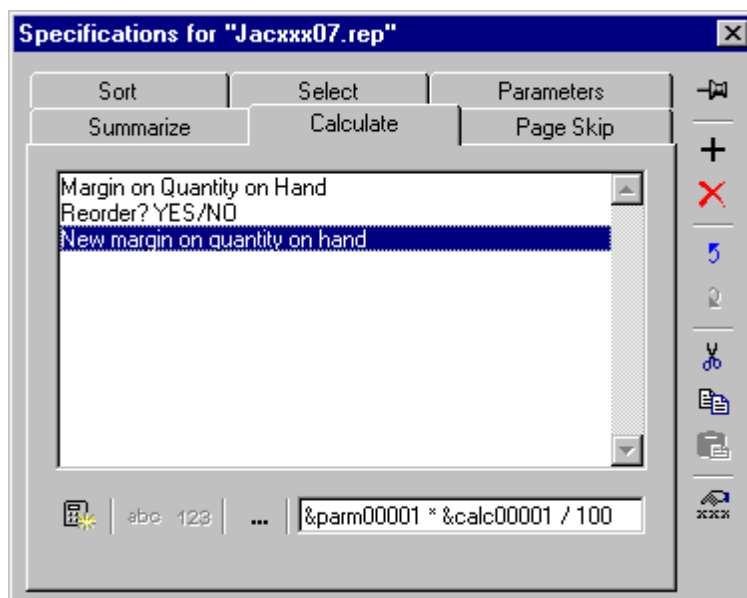 Specifications for "Jacxxx07.rep"
Sort Select Parameters
Summarize Calculate Page Skip
Margin on Quantity on Hand
Reorder? YES/NO
New margin on quantity on hand
abc 123 ... &parm00001 * &calc00001 / 100
xxx